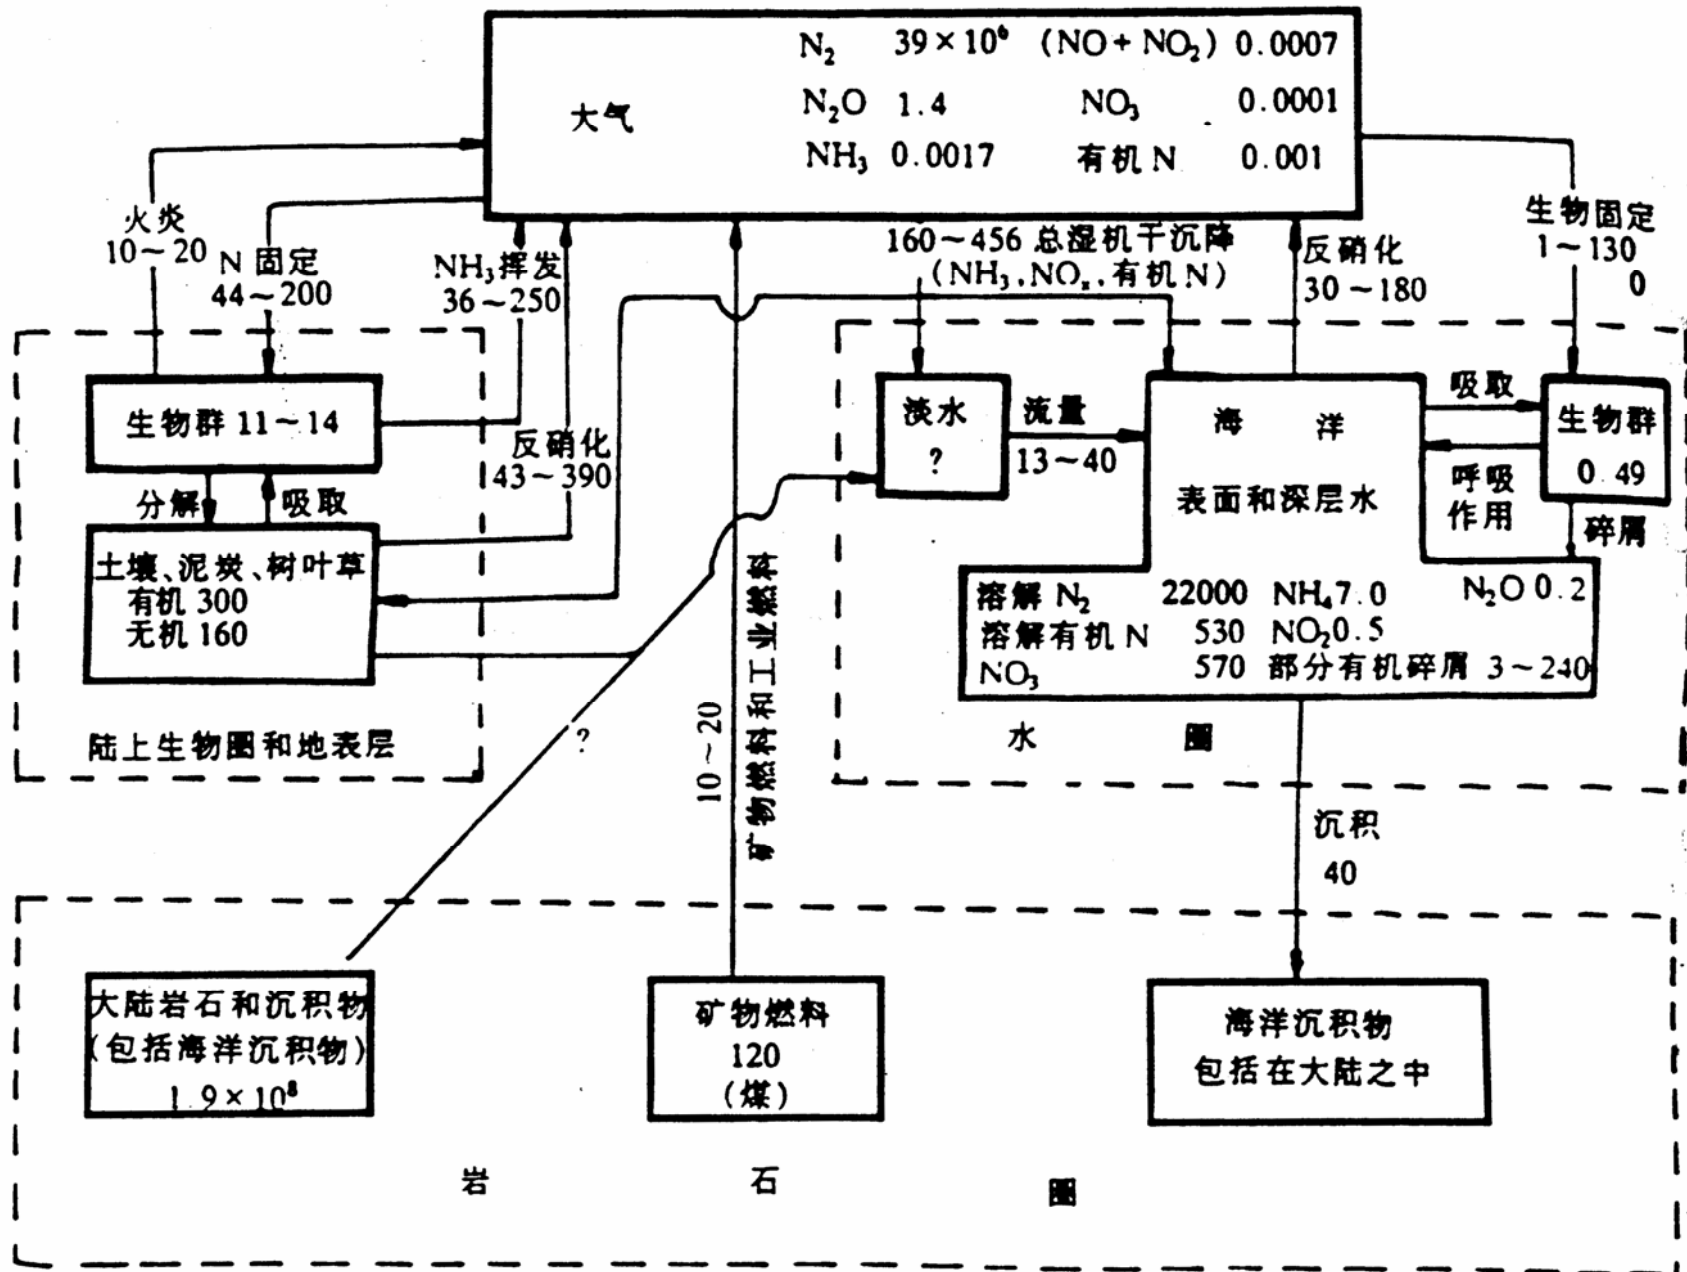 N₂ 39×10⁶ (NO+NO₂) 0.0007
大气 N₂O 1.4 NO₃ 0.0001
NH₃ 0.0017 有机N 0.001
火炎
10~20
N固定
44~200
NH₃挥发
36~250
反硝化
43~390
160~456 总湿机干沉降
(NH₃,NOₓ,有机N)
反硝化
30~180
生物固定
1~130
0
生物群 11~14
分解 吸取
土壤、泥炭、树叶草
有机 300
无机 160
陆上生物圈和地表层
淡水
?
流量
13~40
海 洋
表面和深层水
吸取
呼吸
作用
生物群
0.49
碎屑
溶解 N₂ 22000 NH₄7.0 N₂O 0.2
溶解有机 N 530 NO₂0.5
NO₃ 570 部分有机碎屑 3~240
水 圈
?
10~20
矿物燃料和工业燃料
沉积
40
大陆岩石和沉积物
(包括海洋沉积物)
1.9×10⁸
矿物燃料
120
(煤)
海洋沉积物
包括在大陆之中
岩 石 圈